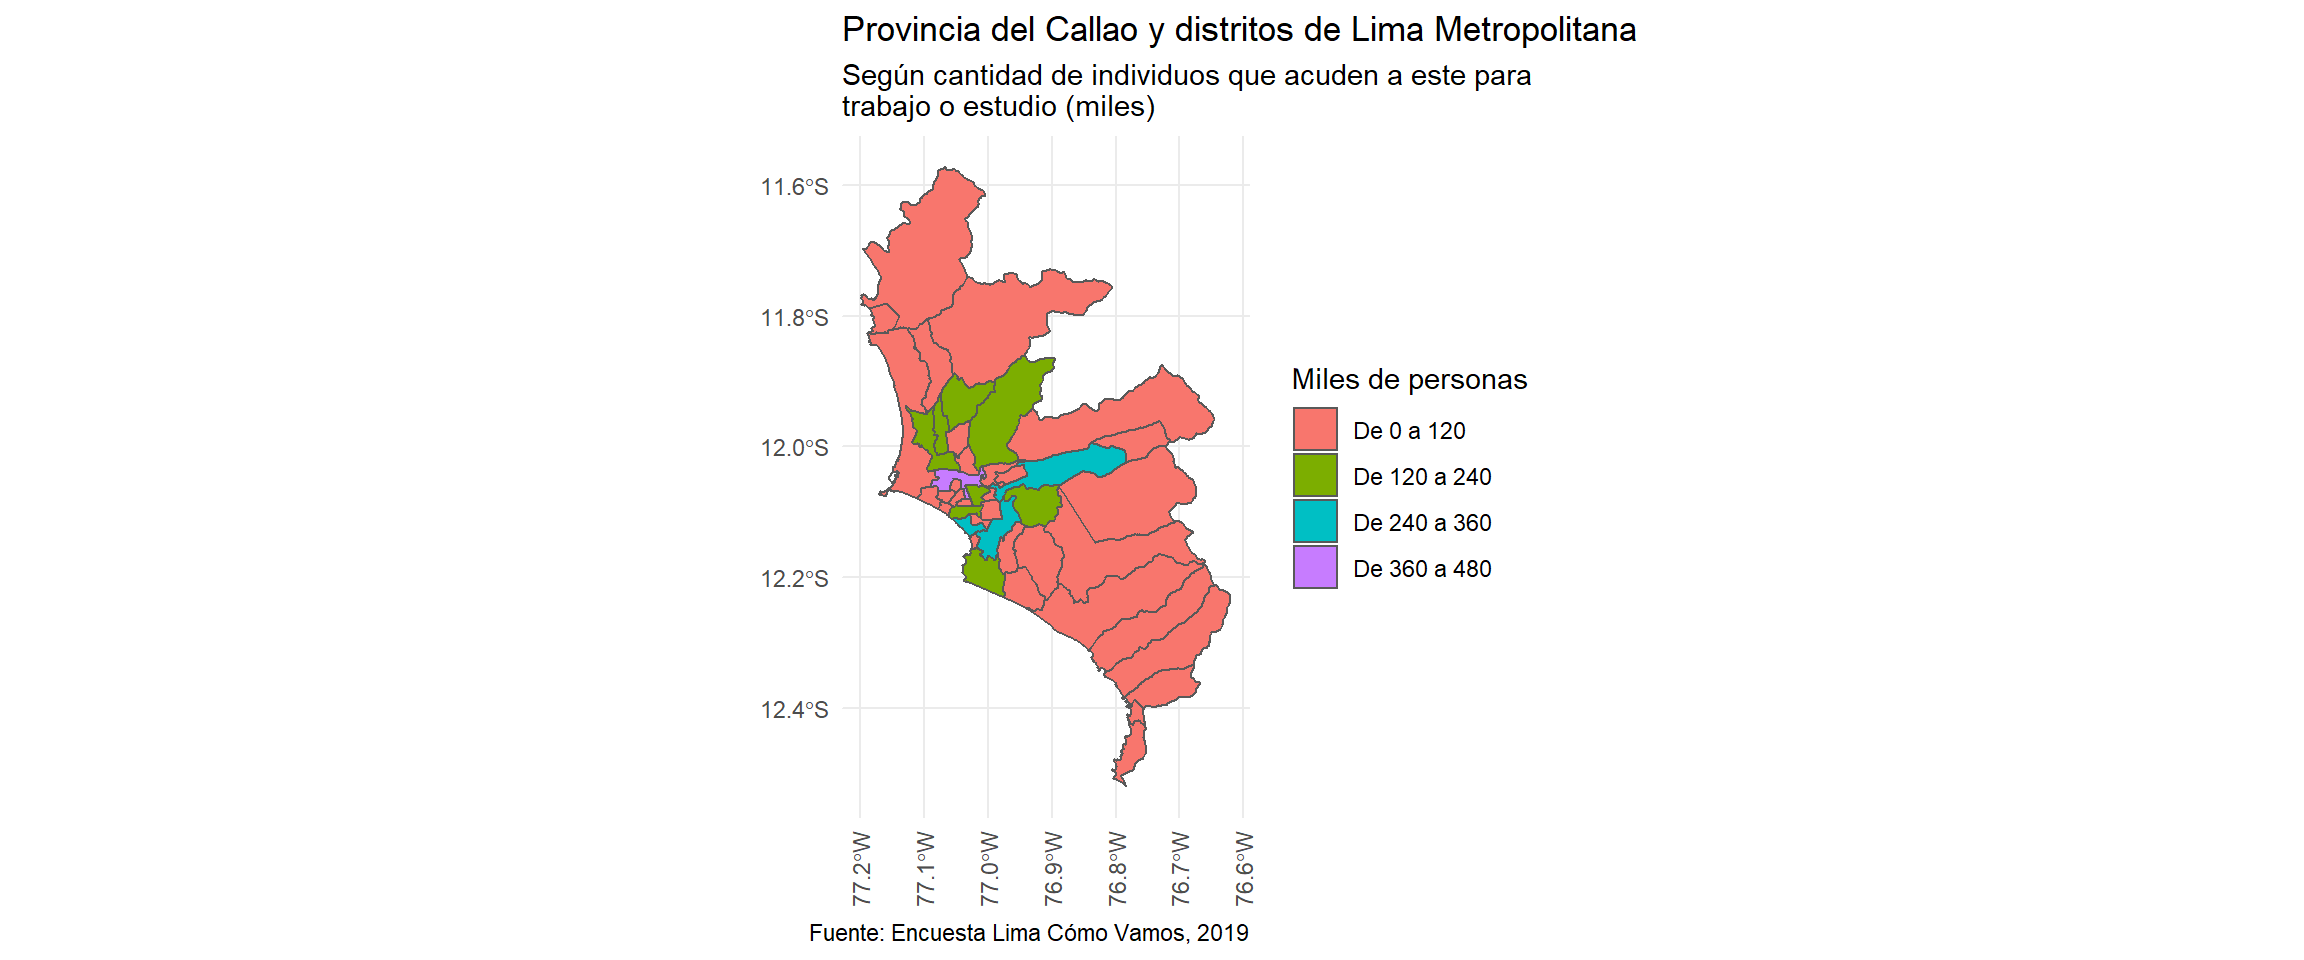 Provincia del Callao y distritos de Lima Metropolitana
Según cantidad de individuos que acuden a este para
trabajo o estudio (miles)
11.6°S
11.8°S
12.0°S
12.2°S
12.4°S
77.2°W
77.1°W
77.0°W
76.9°W
76.8°W
76.7°W
76.6°W
Miles de personas
De 0 a 120
De 120 a 240
De 240 a 360
De 360 a 480
Fuente: Encuesta Lima Cómo Vamos, 2019